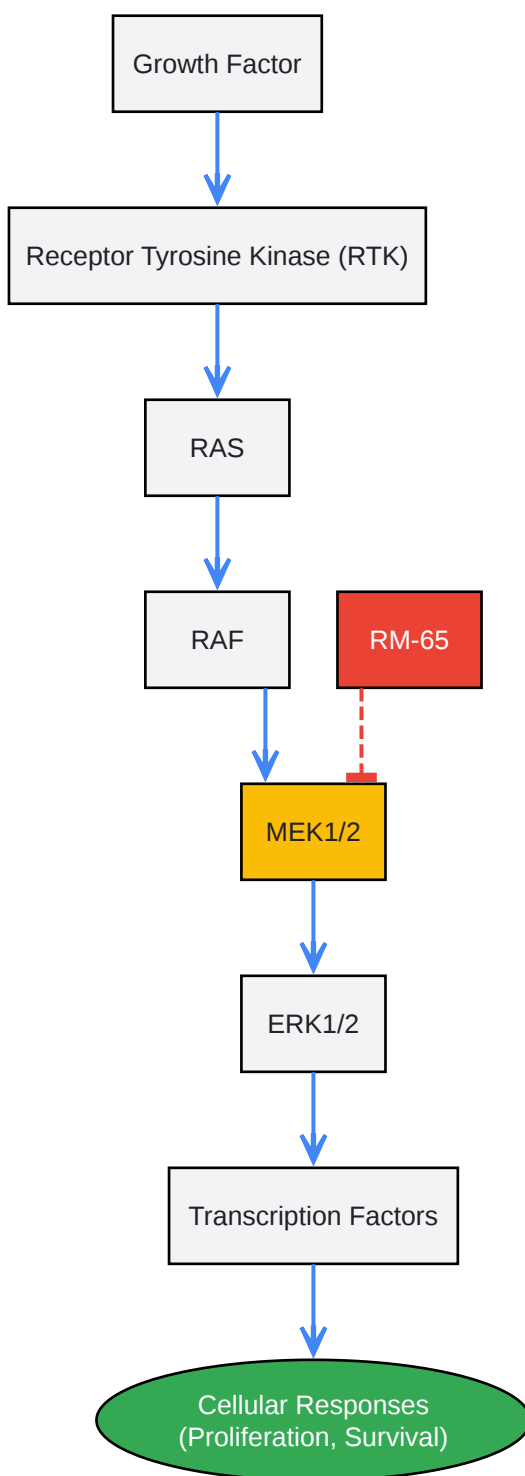 Growth Factor
Receptor Tyrosine Kinase (RTK)
RAS
RAF
RM-65
MEK1/2
ERK1/2
Transcription Factors
Cellular Responses
(Proliferation, Survival)